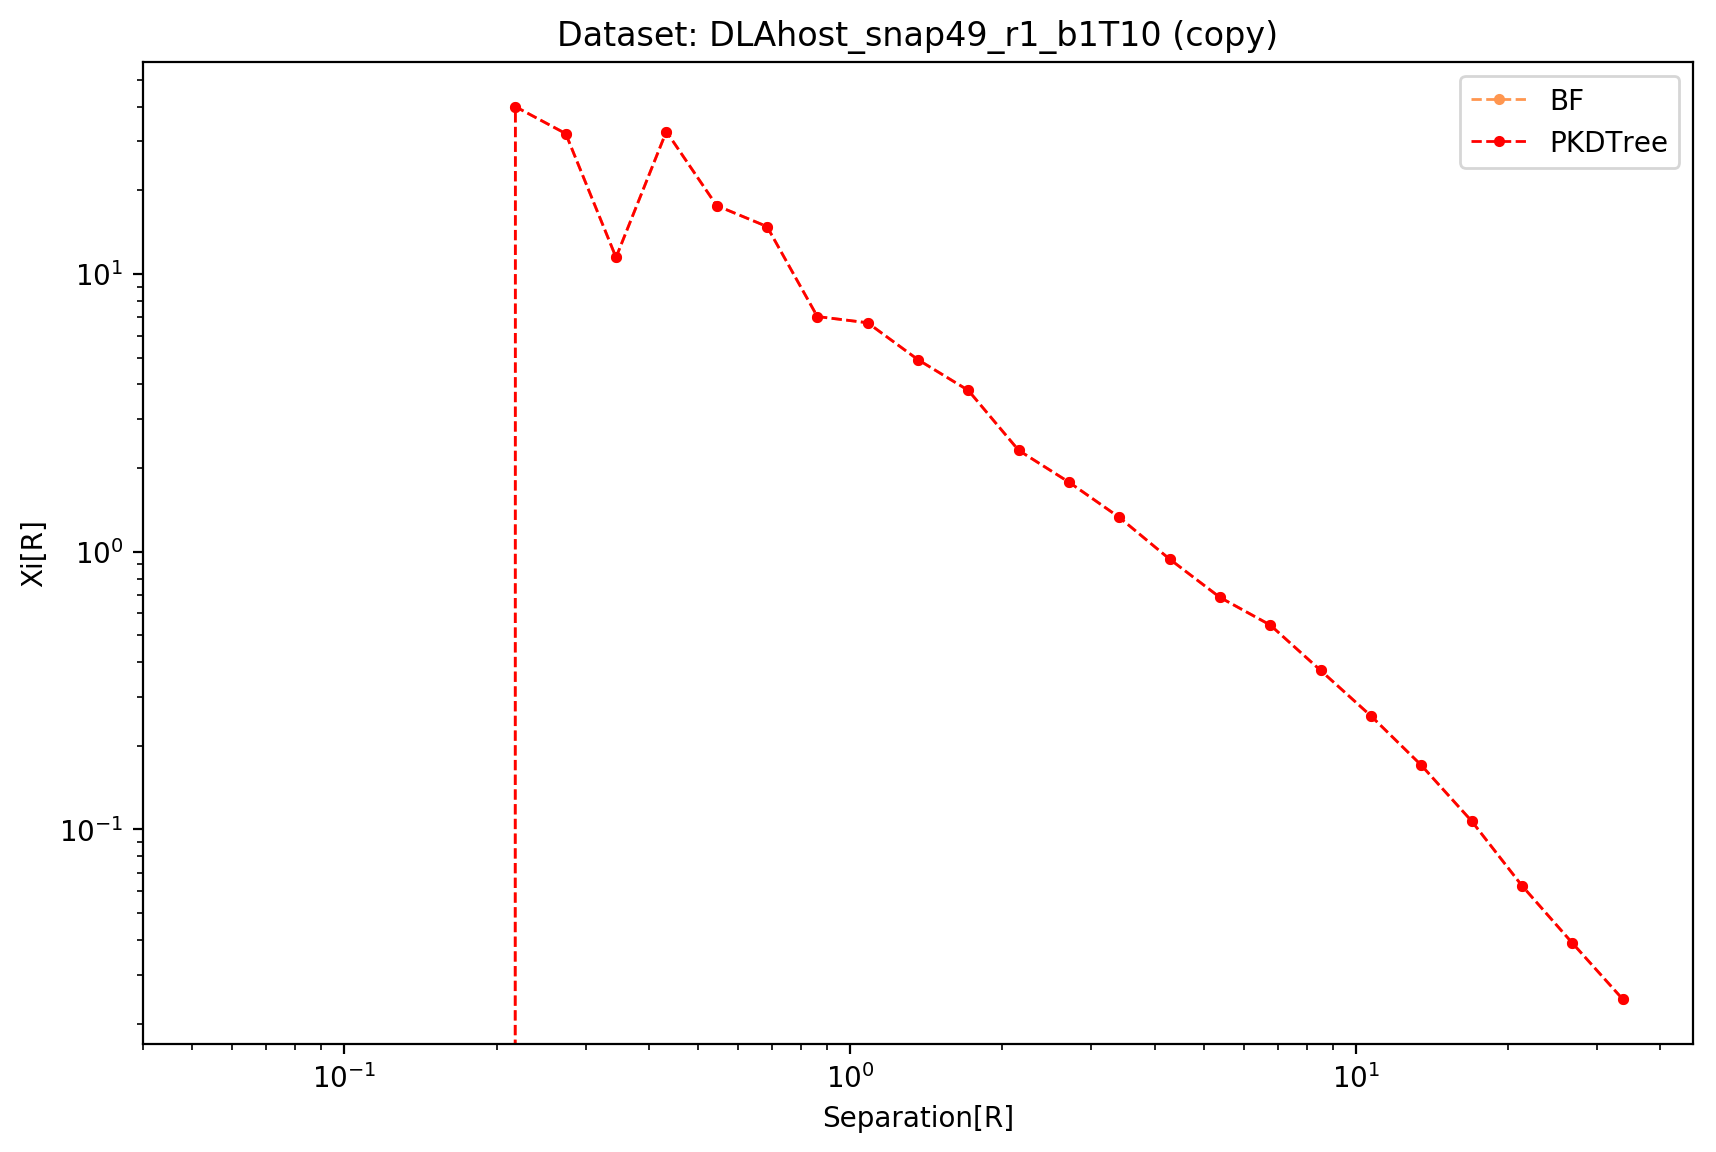 Dataset: DLAhost_snap49_r1_b1T10 (copy)
BF
PKDTree
Xi[R]
10¹
10⁰
10⁻¹
10⁻¹
10⁰
10¹
Separation[R]